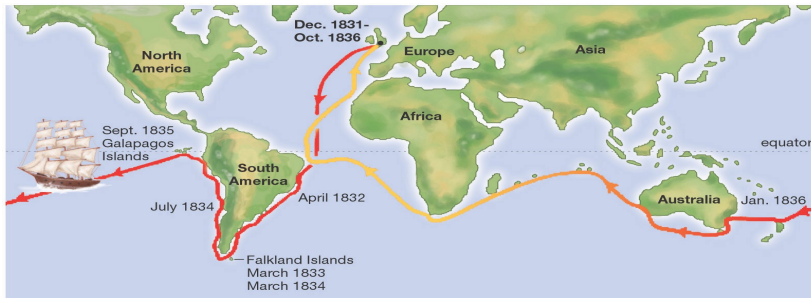 Dec. 1831-
Oct. 1836
North
America
Europe
Asia
Africa
Sept. 1835
Galapagos
Islands
equator
South
America
July 1834
April 1832
Australia
Jan. 1836
Falkland Islands
March 1833
March 1834